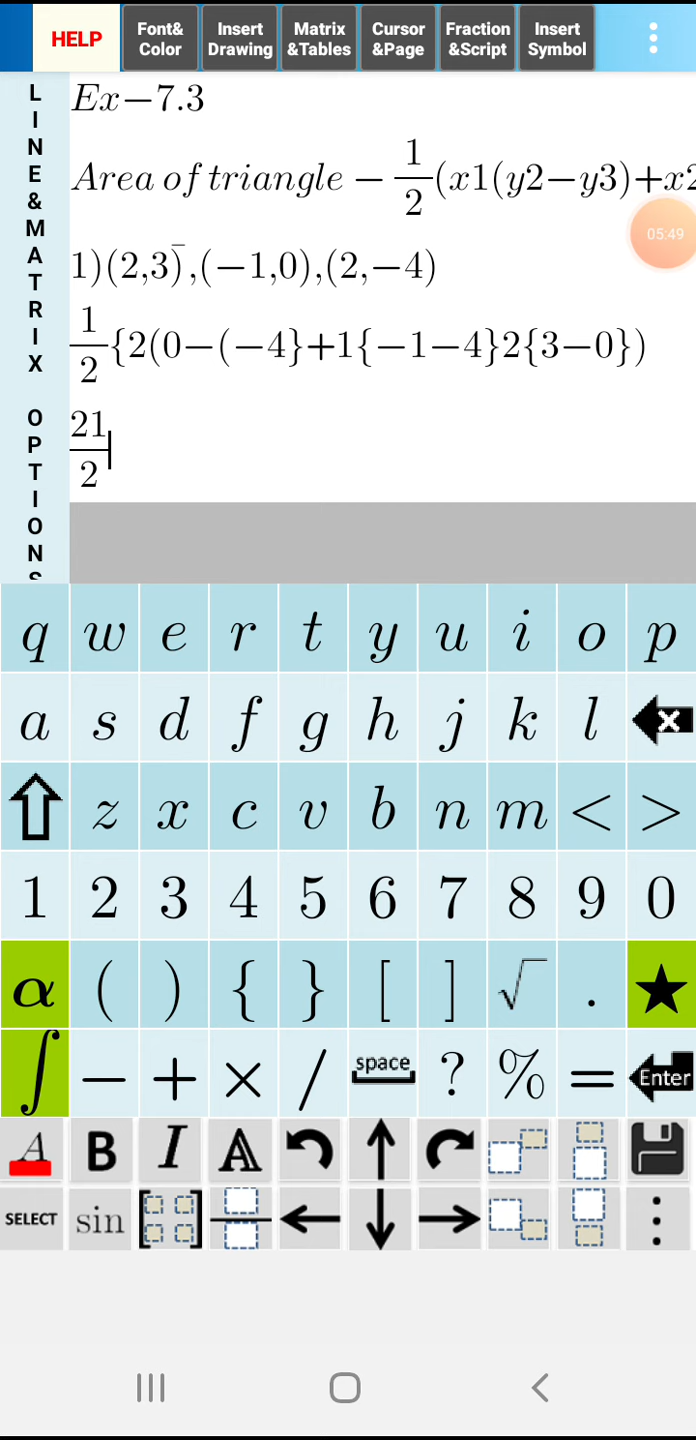 HELP
Font& Color
Insert Drawing
Matrix &Tables
Cursor &Page
Fraction &Script
Insert Symbol
LINE & MATRIX OPTIONS
Ex−7.3
Area of triangle − 1/2(x1(y2−y3)+x2
05:49
1)(2,3)̄,(−1,0),(2,−4)
1/2{2(0−(−4}+1{−1−4}2{3−0})
21/2
q w e r t y u i o p
a s d f g h j k l
z x c v b n m < >
1 2 3 4 5 6 7 8 9 0
α ( ) { } [ ] √ . ★
∫ − + × / space ? % = Enter
A B I A
SELECT sin